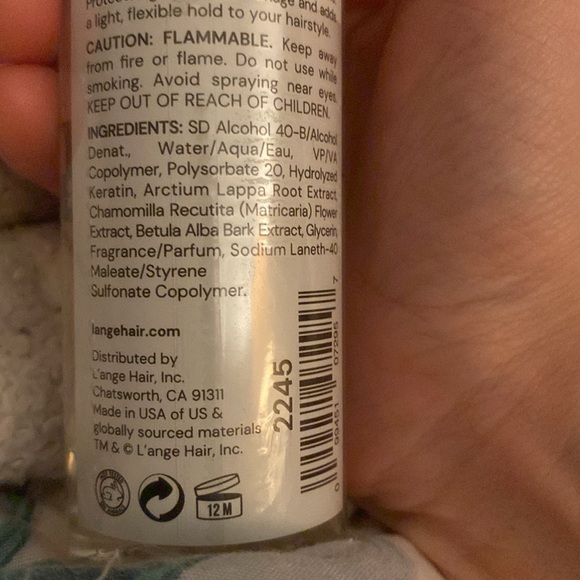 and adds
a light, flexible hold to your hairstyle.
CAUTION: FLAMMABLE. Keep away
from fire or flame. Do not use while
smoking. Avoid spraying near eyes.
KEEP OUT OF REACH OF CHILDREN.
INGREDIENTS: SD Alcohol 40-B/Alcohol
Denat., Water/Aqua/Eau, VP/VA
Copolymer, Polysorbate 20, Hydrolyzed
Keratin, Arctium Lappa Root Extract,
Chamomilla Recutita (Matricaria) Flower
Extract, Betula Alba Bark Extract, Glycerin,
Fragrance/Parfum, Sodium Laneth-40
Maleate/Styrene
Sulfonate Copolymer.
langehair.com
Distributed by
L'ange Hair, Inc.
Chatsworth, CA 91311
Made in USA of US &
globally sourced materials
TM & © L'ange Hair, Inc.
2245
12 M